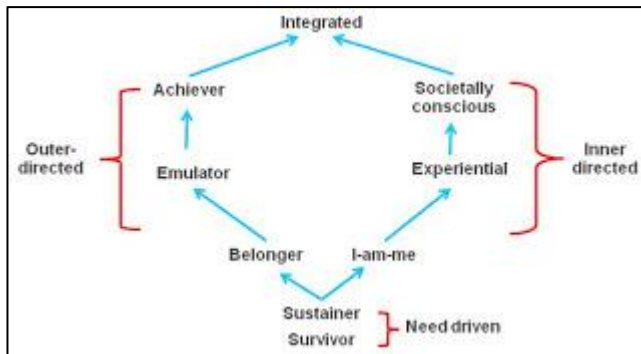 Integrated
Achiever
Societally
conscious
Outer-
directed
Inner
directed
Emulator
Experiential
Belonger
I-am-me
Sustainer
Survivor
Need driven